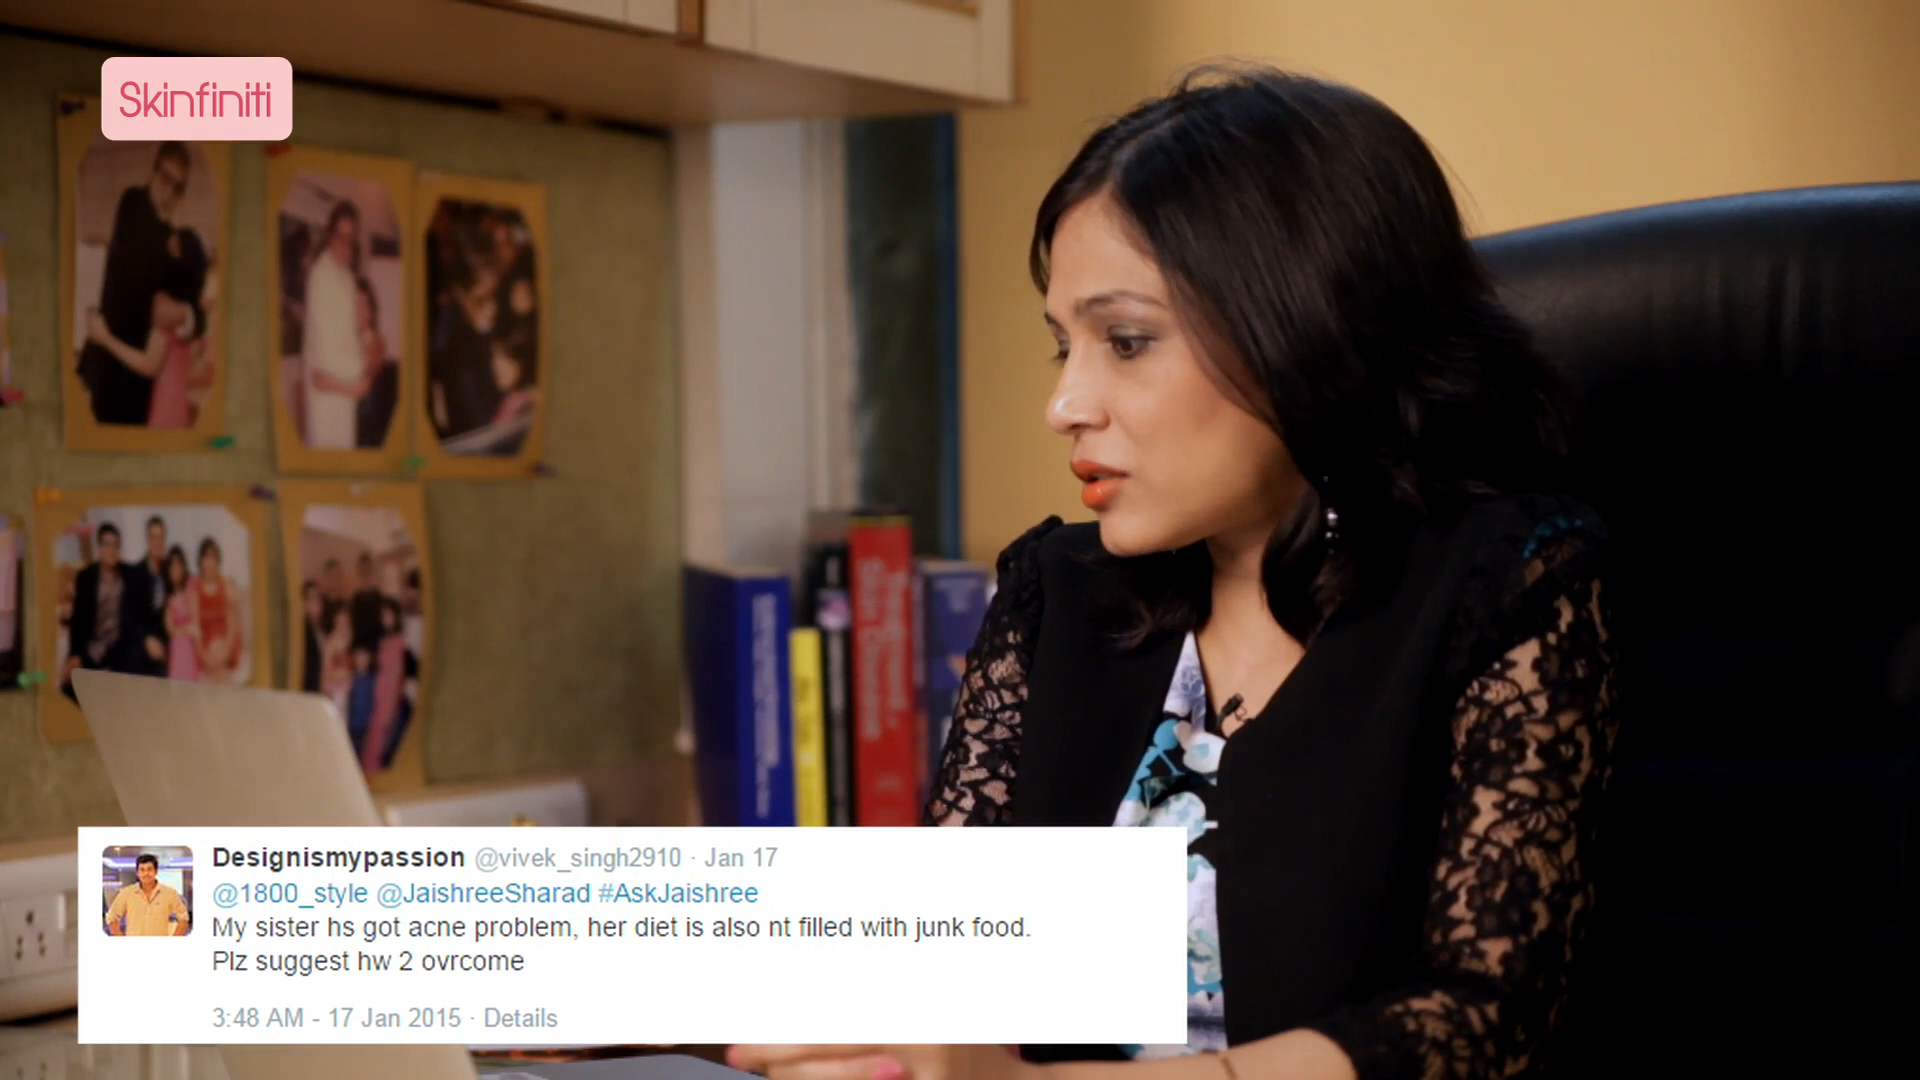 Skinfiniti
Designismypassion @vivek_singh2910 · Jan 17
@1800_style @JaishreeSharad #AskJaishree
My sister hs got acne problem, her diet is also nt filled with junk food.
Plz suggest hw 2 ovrcome
3:48 AM - 17 Jan 2015 · Details